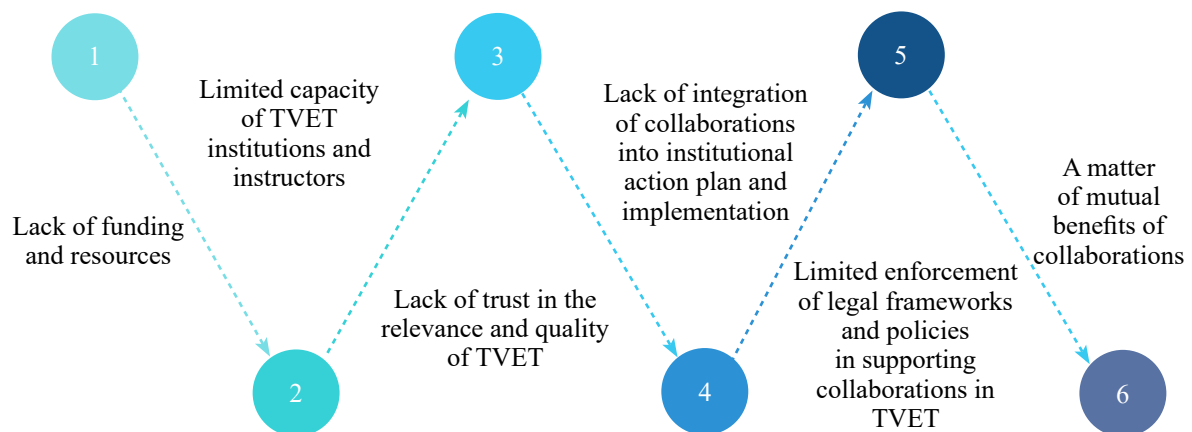 1
Lack of funding
and resources
2
Limited capacity
of TVET
institutions and
instructors
3
Lack of trust in the
relevance and quality
of TVET
4
Lack of integration
of collaborations
into institutional
action plan and
implementation
5
Limited enforcement
of legal frameworks
and policies
in supporting
collaborations in
TVET
6
A matter
of mutual
benefits of
collaborations